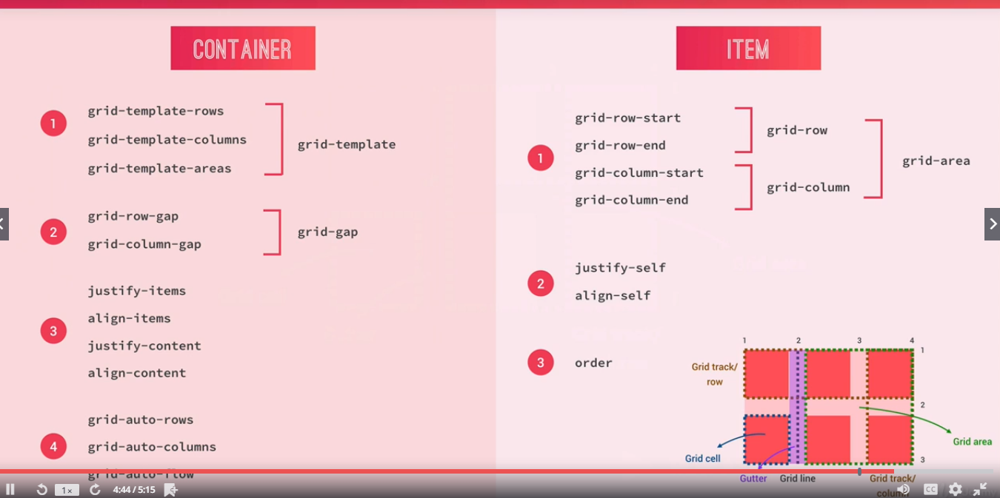 CONTAINER
1
grid-template-rows
grid-template-columns
grid-template-areas
grid-template
2
grid-row-gap
grid-column-gap
grid-gap
3
justify-items
align-items
justify-content
align-content
4
grid-auto-rows
grid-auto-columns
grid-auto-flow
ITEM
1
grid-row-start
grid-row-end
grid-column-start
grid-column-end
grid-row
grid-column
grid-area
2
justify-self
align-self
3
order
1 2 3 4
1
2
3
Grid track/
row
Grid cell
Gutter
Grid line
Grid track/
column
Grid area
1×
4:44 / 5:15
CC